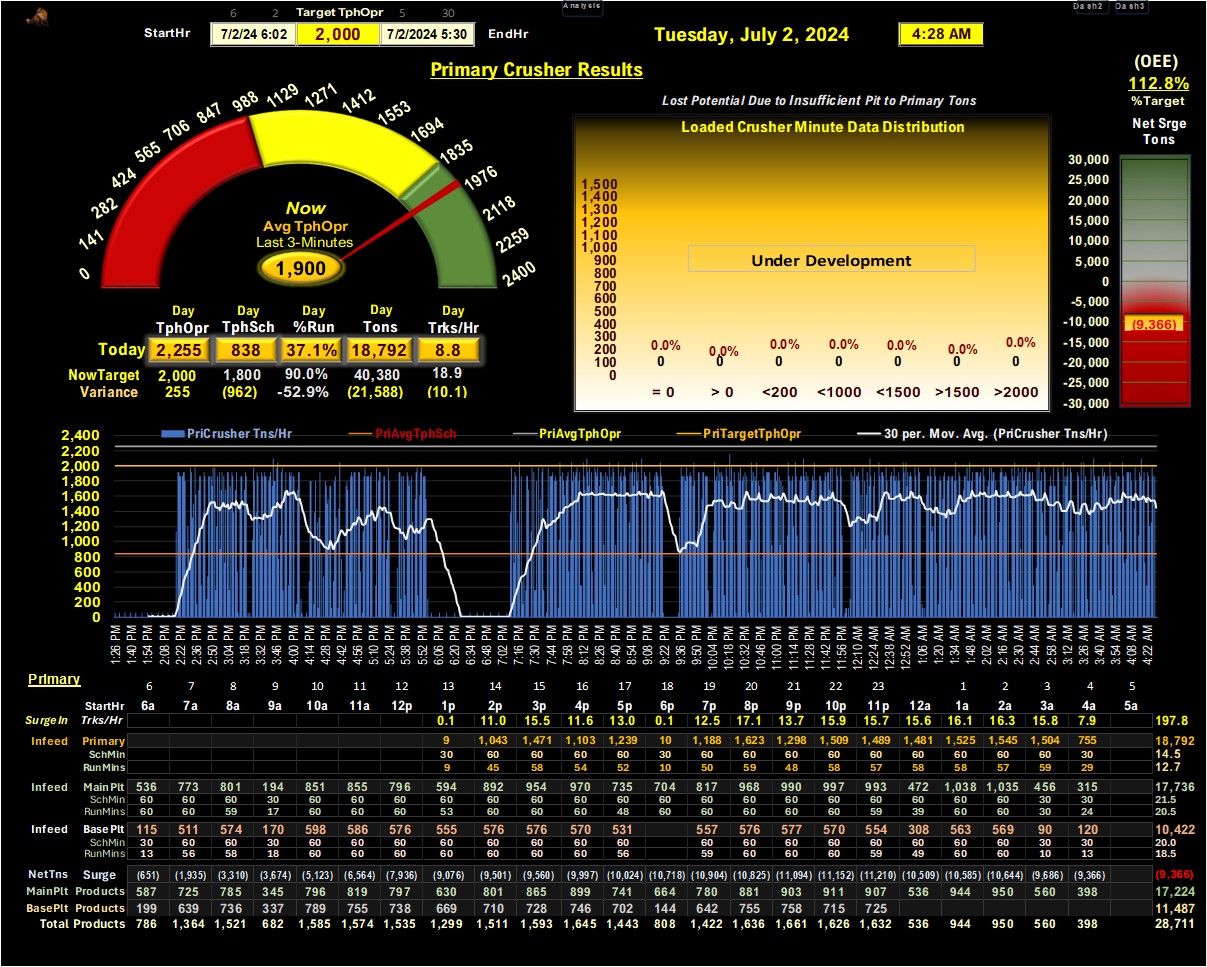 6 2 Target TphOpr 5 30 Analysis Dash2 Dash3
StartHr 7/2/24 6:02 2,000 7/2/2024 5:30 EndHr Tuesday, July 2, 2024 4:28 AM
Primary Crusher Results
(OEE)
112.8%
%Target
Net Srge
Tons
0 141 282 424 565 706 847 988 1129 1271 1412 1553 1694 1835 1976 2118 2259 2400
Now
Avg TphOpr
Last 3-Minutes
1,900
Lost Potential Due to Insufficient Pit to Primary Tons
Loaded Crusher Minute Data Distribution
1,500
1,400
1,300
1,200
1,100
1,000
900
800
700
600
500
400
300
200
100
0
Under Development
0.0% 0.0% 0.0% 0.0% 0.0% 0.0% 0.0%
0 0 0 0 0 0 0
= 0 > 0 <200 <1000 <1500 >1500 >2000
30,000
25,000
20,000
15,000
10,000
5,000
0
-5,000
-10,000
-15,000
-20,000
-25,000
-30,000
(9,366)
Day Day Day Day Day
TphOpr TphSch %Run Tons Trks/Hr
Today 2,255 838 37.1% 18,792 8.8
NowTarget 2,000 1,800 90.0% 40,380 18.9
Variance 255 (962) -52.9% (21,588) (10.1)
PriCrusher Tns/Hr PriAvgTphSch PriAvgTphOpr PriTargetTphOpr 30 per. Mov. Avg. (PriCrusher Tns/Hr)
2,400
2,200
2,000
1,800
1,600
1,400
1,200
1,000
800
600
400
200
0
1:26 PM 1:40 PM 1:54 PM 2:08 PM 2:22 PM 2:36 PM 2:50 PM 3:04 PM 3:18 PM 3:32 PM 3:46 PM 4:00 PM 4:14 PM 4:28 PM 4:42 PM 4:56 PM 5:10 PM 5:24 PM 5:38 PM 5:52 PM 6:06 PM 6:20 PM 6:34 PM 6:48 PM 7:02 PM 7:16 PM 7:30 PM 7:44 PM 7:58 PM 8:12 PM 8:26 PM 8:40 PM 8:54 PM 9:08 PM 9:22 PM 9:36 PM 9:50 PM 10:04 PM 10:18 PM 10:32 PM 10:46 PM 11:00 PM 11:14 PM 11:28 PM 11:42 PM 11:56 PM 12:10 AM 12:24 AM 12:38 AM 12:52 AM 1:06 AM 1:20 AM 1:34 AM 1:48 AM 2:02 AM 2:16 AM 2:30 AM 2:44 AM 2:58 AM 3:12 AM 3:26 AM 3:40 AM 3:54 AM 4:08 AM 4:22 AM
Primary
6 7 8 9 10 11 12 13 14 15 16 17 18 19 20 21 22 23 1 2 3 4 5
StartHr 6a 7a 8a 9a 10a 11a 12p 1p 2p 3p 4p 5p 6p 7p 8p 9p 10p 11p 12a 1a 2a 3a 4a 5a
SurgeIn Trks/Hr 0.1 11.0 15.5 11.6 13.0 0.1 12.5 17.1 13.7 15.9 15.7 15.6 16.1 16.3 15.8 7.9 197.8
Infeed Primary 9 1,043 1,471 1,103 1,239 10 1,188 1,623 1,298 1,509 1,489 1,481 1,525 1,545 1,504 755 18,792
SchMin 30 60 60 60 60 30 60 60 60 60 60 60 60 60 60 30 14.5
RunMins 9 45 58 54 52 10 50 59 48 58 57 58 58 57 59 29 12.7
Infeed MainPlt 536 773 801 194 851 855 796 594 892 954 970 735 704 817 968 990 997 993 472 1,038 1,035 456 315 17,736
SchMin 60 60 60 30 60 60 60 60 60 60 60 60 60 60 60 60 60 60 60 60 60 30 30 21.5
RunMins 60 60 59 17 60 60 60 53 60 60 60 48 60 60 60 60 60 59 39 60 60 30 24 20.5
Infeed BasePlt 115 511 574 170 598 586 576 555 576 576 570 531 557 576 577 570 554 308 563 569 90 120 10,422
SchMin 30 60 60 30 60 60 60 60 60 60 60 60 60 60 60 60 60 60 60 60 30 30 20.0
RunMins 13 56 58 18 60 60 60 60 60 60 60 56 59 60 60 60 59 49 60 60 10 13 18.5
NetTns Surge (651) (1,935) (3,310) (3,674) (5,123) (6,564) (7,936) (9,076) (9,501) (9,560) (9,997) (10,024) (10,718) (10,904) (10,825) (11,094) (11,152) (11,210) (10,509) (10,585) (10,644) (9,686) (9,366) (9,366)
MainPlt Products 587 725 785 345 796 819 797 630 801 865 899 741 664 780 881 903 911 907 536 944 950 560 398 17,224
BasePlt Products 199 639 736 337 789 755 738 669 710 728 746 702 144 642 755 758 715 725 11,487
Total Products 786 1,364 1,521 682 1,585 1,574 1,535 1,299 1,511 1,593 1,645 1,443 808 1,422 1,636 1,661 1,626 1,632 536 944 950 560 398 28,711